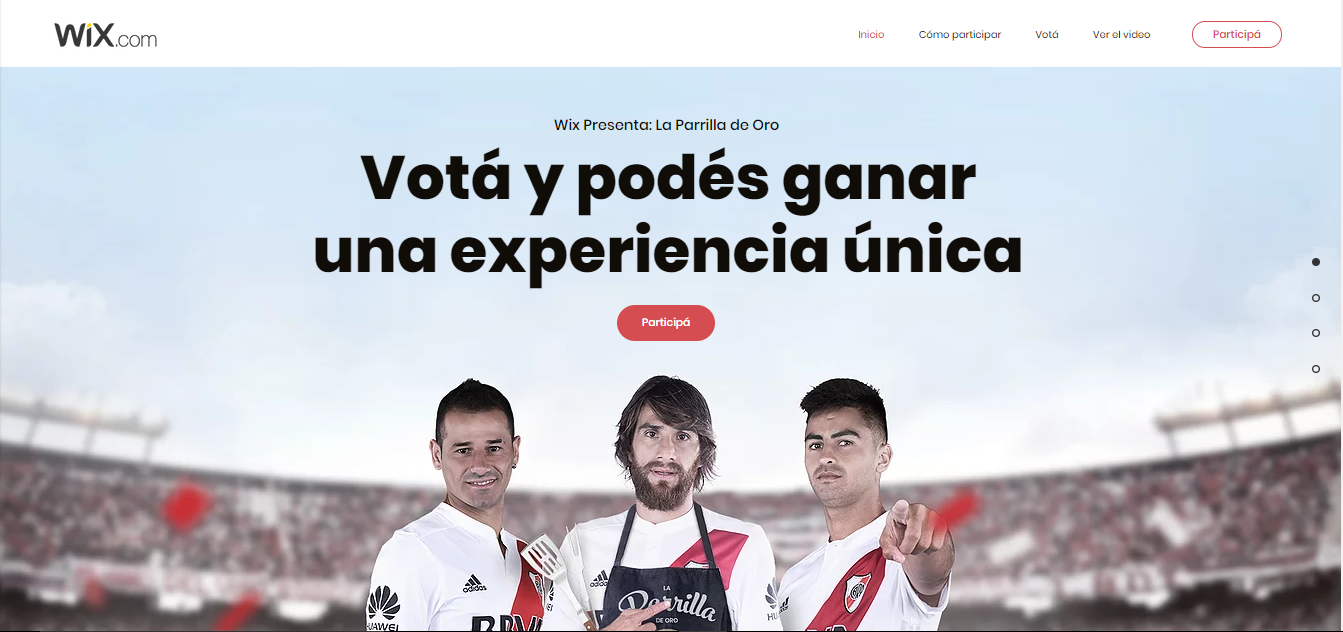 WiX.com
Inicio
Cómo participar
Votá
Ver el video
Participá
Wix Presenta: La Parrilla de Oro
Votá y podés ganar
una experiencia única
Participá
adidas
adidas
HUAWEI
LA
Parrilla
DE ORO